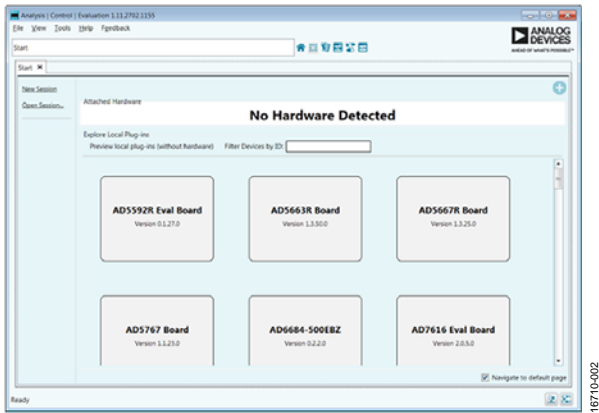 Analysis | Control | Evaluation 1.11.2702.1155
File View Tools Help Feedback
ANALOG
DEVICES
AHEAD OF WHAT'S POSSIBLE™
Start
Start
New Session
Open Session...
Attached Hardware
No Hardware Detected
Explore Local Plug-ins
Preview local plug-ins (without hardware) Filter Devices by ID:
AD5592R Eval Board AD5663R Board AD5667R Board
Version 0.1.27.0 Version 1.3.50.0 Version 1.3.25.0
AD5767 Board AD6684-500EBZ AD7616 Eval Board
Version 1.1.23.0 Version 0.2.2.0 Version 2.0.5.0
Navigate to default page
Ready
16710-002